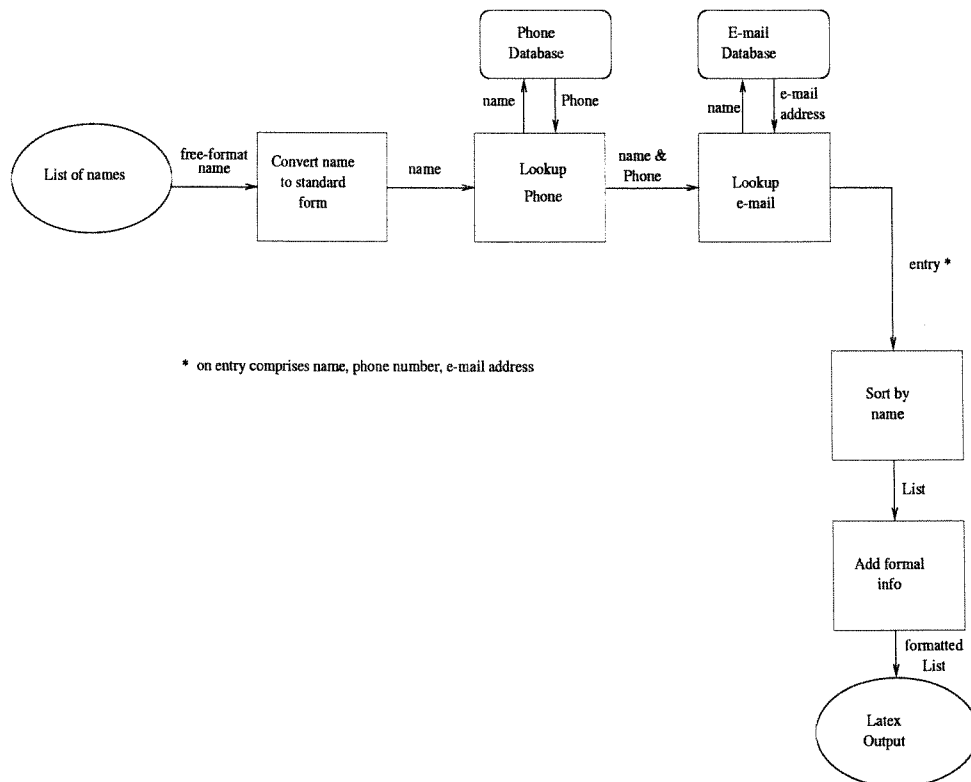 Phone
Database
E-mail
Database
name
Phone
name
e-mail
address
List of names
free-format
name
Convert name
to standard
form
name
Lookup
Phone
name &
Phone
Lookup
e-mail
entry *
* on entry comprises name, phone number, e-mail address
Sort by
name
List
Add formal
info
formatted
List
Latex
Output